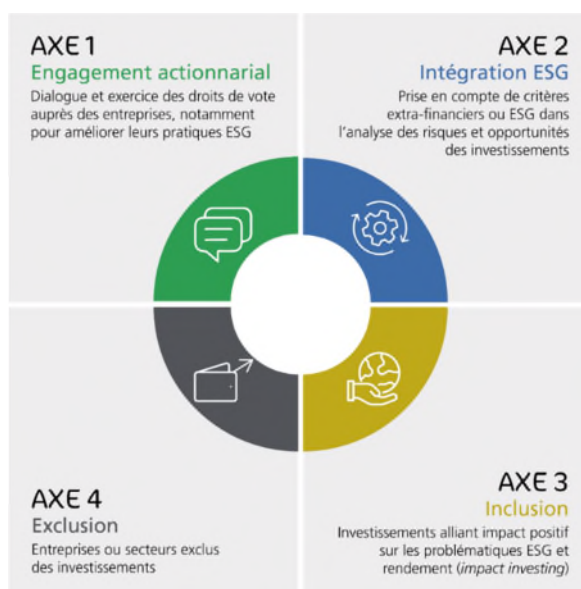 AXE 1
Engagement actionnarial
Dialogue et exercice des droits de vote
auprès des entreprises, notamment
pour améliorer leurs pratiques ESG
AXE 2
Intégration ESG
Prise en compte de critères
extra-financiers ou ESG dans
l'analyse des risques et opportunités
des investissements
AXE 4
Exclusion
Entreprises ou secteurs exclus
des investissements
AXE 3
Inclusion
Investissements alliant impact positif
sur les problématiques ESG et
rendement (impact investing)